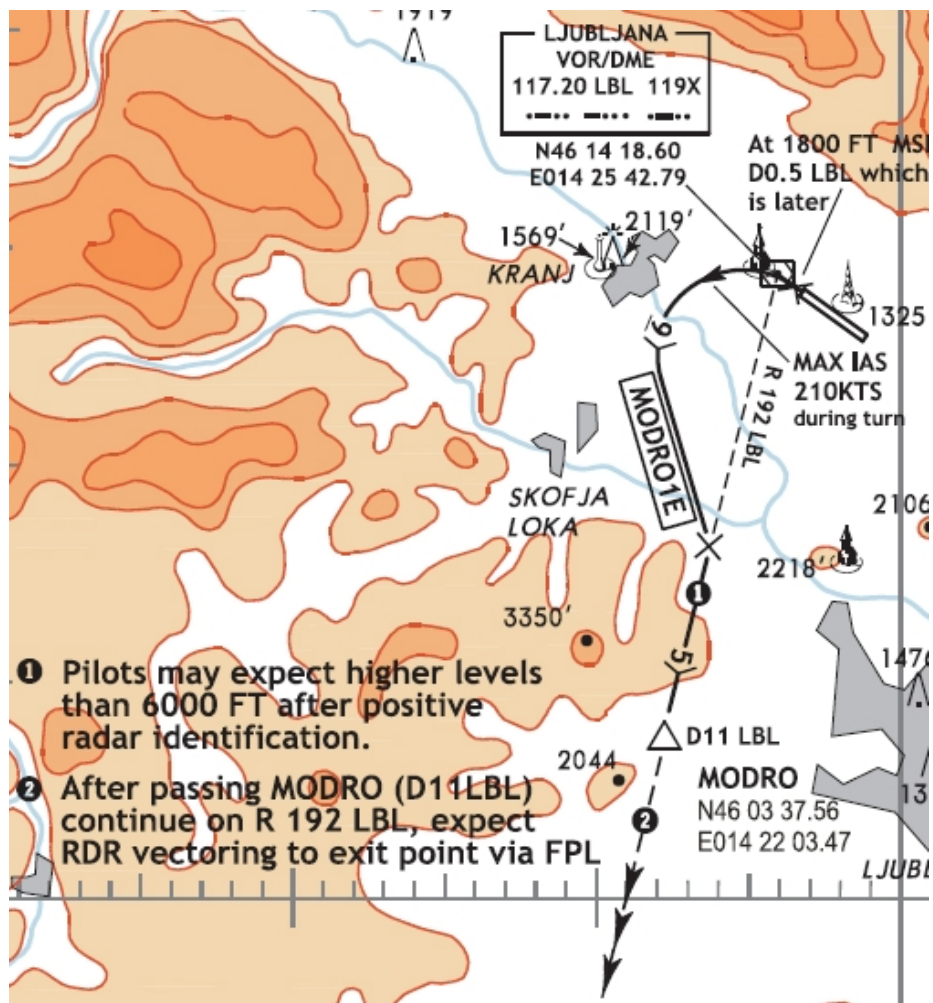 1919
LJUBLJANA
VOR/DME
117.20 LBL 119X
N46 14 18.60
E014 25 42.79
At 1800 FT
D0.5 LBL which
is later
1569'
2119'
KRANJ
1325
9
MAX IAS
210KTS
during turn
R 192 LBL
MODRO1E
SKOFJA
LOKA
2106
2218'
1
3350'
5
❶ Pilots may expect higher levels
than 6000 FT after positive
radar identification.
D11 LBL
2044
MODRO
N46 03 37.56
E014 22 03.47
❷ After passing MODRO (D11LBL)
continue on R 192 LBL, expect
RDR vectoring to exit point via FPL
2